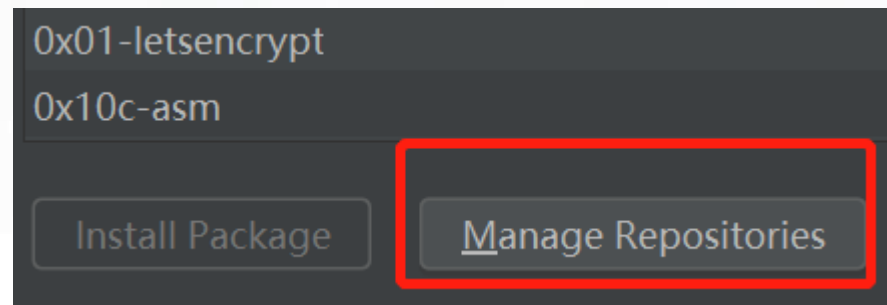 0x01-letsencrypt
0x10c-asm
Install Package
Manage Repositories